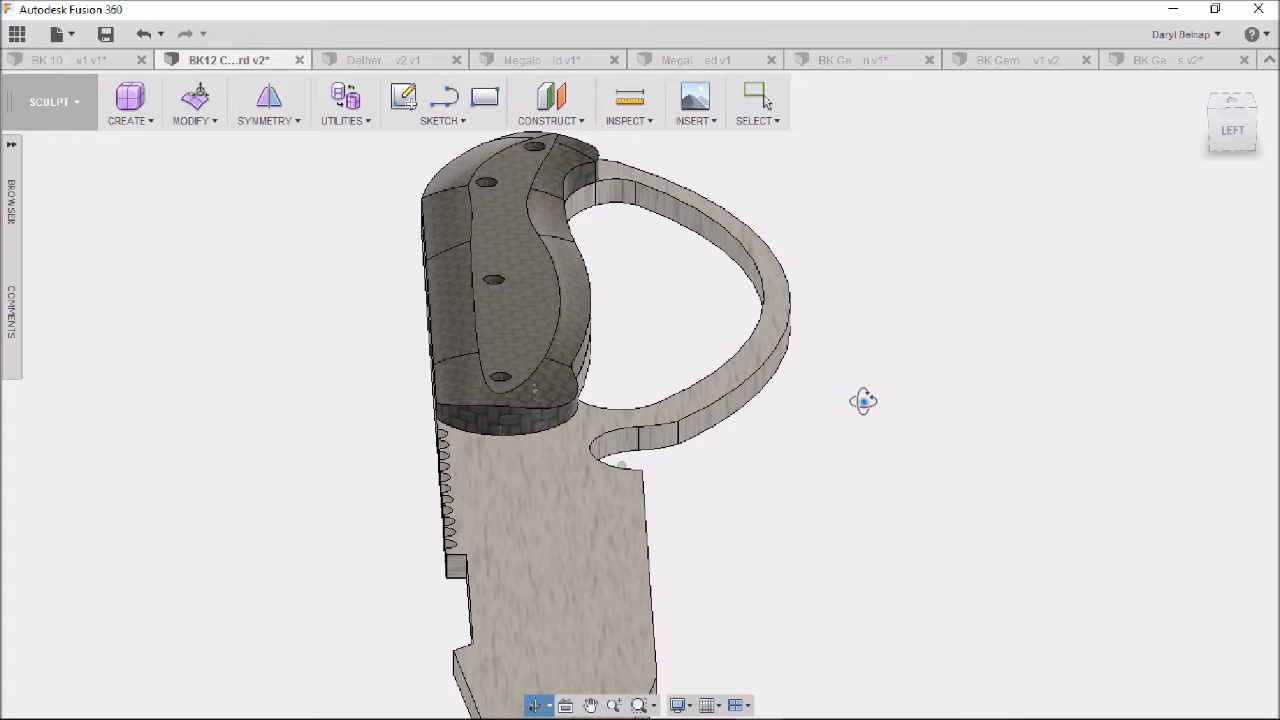 Autodesk Fusion 360
Daryl Belnap
BK 10... v1 v1*
BK12 C...rd v2*
Deliber... v2 v1
Megalo... ld v1*
Megal... ed v1
BK Ge...n v1*
BK Gem... v1 v2
BK Ge...s v2*
SCULPT
CREATE
MODIFY
SYMMETRY
UTILITIES
SKETCH
CONSTRUCT
INSPECT
INSERT
SELECT
LEFT
BROWSER
COMMENTS